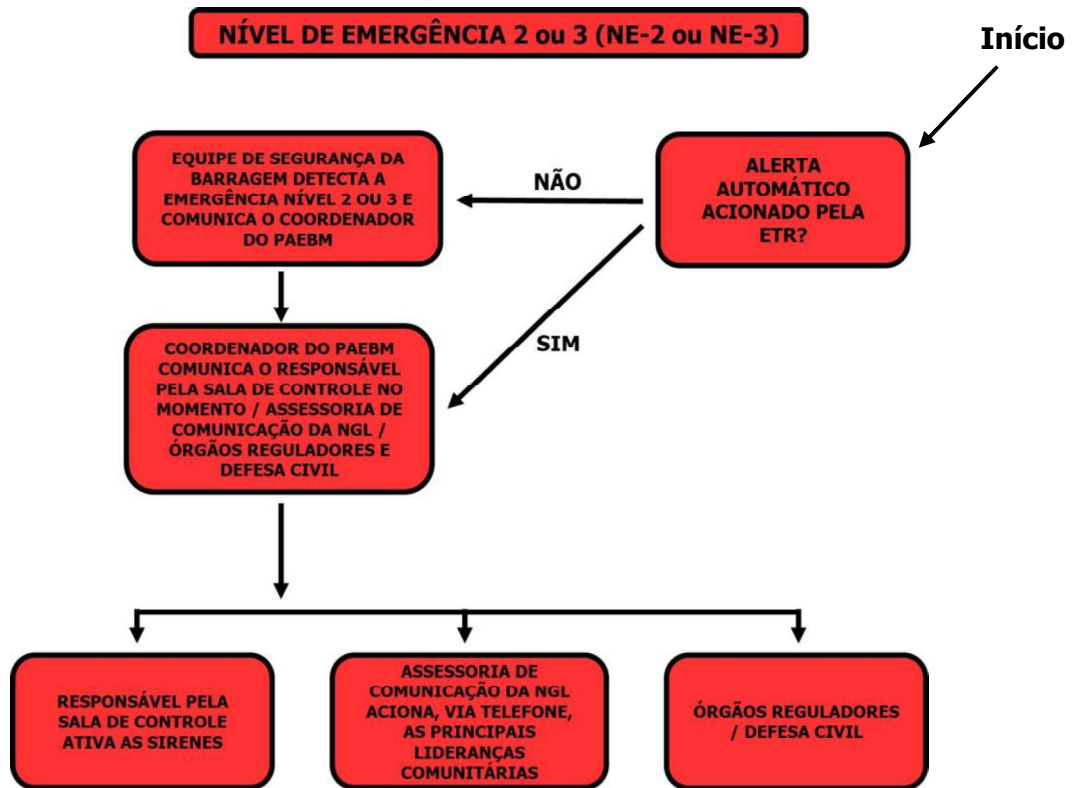 NÍVEL DE EMERGÊNCIA 2 ou 3 (NE-2 ou NE-3)
Início
ALERTA
AUTOMÁTICO
ACIONADO PELA
ETR?
NÃO
EQUIPE DE SEGURANÇA DA
BARRAGEM DETECTA A
EMERGÊNCIA NÍVEL 2 OU 3 E
COMUNICA O COORDENADOR
DO PAEBM
SIM
COORDENADOR DO PAEBM
COMUNICA O RESPONSÁVEL
PELA SALA DE CONTROLE NO
MOMENTO / ASSESSORIA DE
COMUNICAÇÃO DA NGL /
ÓRGÃOS REGULADORES E
DEFESA CIVIL
RESPONSÁVEL PELA
SALA DE CONTROLE
ATIVA AS SIRENES
ASSESSORIA DE
COMUNICAÇÃO DA NGL
ACIONA, VIA TELEFONE,
AS PRINCIPAIS
LIDERANÇAS
COMUNITÁRIAS
ÓRGÃOS REGULADORES
/ DEFESA CIVIL